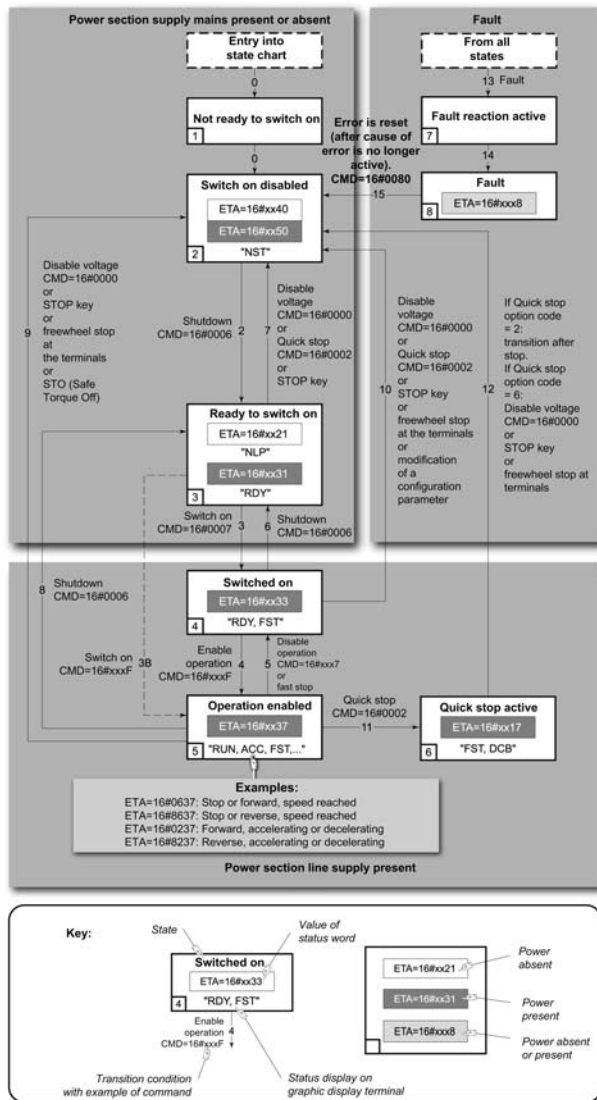 Power section supply mains present or absent
Entry into
state chart
0
Not ready to switch on
1
0
Switch on disabled
ETA=16#xx40
ETA=16#xx50
2
"NST"
9
Disable voltage
CMD=16#0000
or
STOP key
or
freewheel stop
at
the terminals
or
STO (Safe
Torque Off)
Shutdown
CMD=16#0006
2
7
Disable
voltage
CMD=16#0000
or
Quick stop
CMD=16#0002
or
STOP key
Ready to switch on
ETA=16#xx21
"NLP"
ETA=16#xx31
3
"RDY"
Switch on
CMD=16#0007
3
6
Shutdown
CMD=16#0006
Fault
From all
states
13
Fault
Fault reaction active
7
14
Fault
ETA=16#xxx8
8
Error is reset
(after cause of
error is no longer
active).
CMD=16#0080
15
10
Disable
voltage
CMD=16#0000
or
Quick stop
CMD=16#0002
or
STOP key
or
freewheel stop
at the terminals
or
modification
of a
configuration
parameter
12
If Quick stop
option code
= 2:
transition after
stop.
If Quick stop
option code
= 6:
Disable voltage
CMD=16#0000
or
STOP key
or
freewheel stop at
terminals
8
Shutdown
CMD=16#0006
Switch on
CMD=16#xxxF
3B
Switched on
ETA=16#xx33
4
"RDY, FST"
Enable
operation
CMD=16#xxxF
4
5
Disable
operation
CMD=16#xxx7
or
fast stop
Operation enabled
ETA=16#xx37
5
"RUN, ACC, FST,..."
Quick stop
CMD=16#0002
11
Quick stop active
ETA=16#xx17
6
"FST, DCB"
Examples:
ETA=16#0637: Stop or forward, speed reached
ETA=16#8637: Stop or reverse, speed reached
ETA=16#0237: Forward, accelerating or decelerating
ETA=16#8237: Reverse, accelerating or decelerating
Power section line supply present
Key:
State
Value of
status word
Switched on
ETA=16#xx33
4
"RDY, FST"
Enable
operation
CMD=16#xxxF
4
Transition condition
with example of command
Status display on
graphic display terminal
ETA=16#xx21
ETA=16#xx31
ETA=16#xxx8
Power
absent
Power
present
Power absent
or present